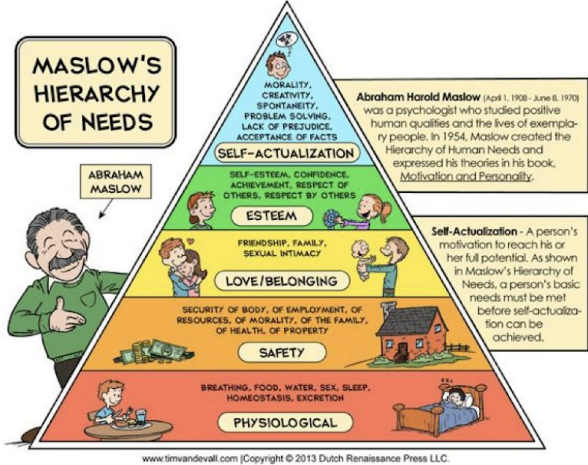 MASLOW'S
HIERARCHY
OF NEEDS
ABRAHAM
MASLOW
MORALITY,
CREATIVITY,
SPONTANEITY,
PROBLEM SOLVING,
LACK OF PREJUDICE,
ACCEPTANCE OF FACTS
SELF-ACTUALIZATION
SELF-ESTEEM, CONFIDENCE,
ACHIEVEMENT, RESPECT OF
OTHERS, RESPECT BY OTHERS
ESTEEM
FRIENDSHIP, FAMILY,
SEXUAL INTIMACY
LOVE/BELONGING
SECURITY OF BODY, OF EMPLOYMENT, OF
RESOURCES, OF MORALITY, OF THE FAMILY,
OF HEALTH, OF PROPERTY
SAFETY
BREATHING, FOOD, WATER, SEX, SLEEP,
HOMEOSTASIS, EXCRETION
PHYSIOLOGICAL
Abraham Harold Maslow (April 1, 1908 - June 8, 1970)
was a psychologist who studied positive
human qualities and the lives of exempla-
ry people. In 1954, Maslow created the
Hierarchy of Human Needs and
expressed his theories in his book,
Motivation and Personality.
Self-Actualization - A person's
motivation to reach his or
her full potential. As shown
in Maslow's Hierarchy of
Needs, a person's basic
needs must be met
before self-actualiza-
tion can be
achieved.
www.timvandevall.com |Copyright © 2013 Dutch Renaissance Press LLC.